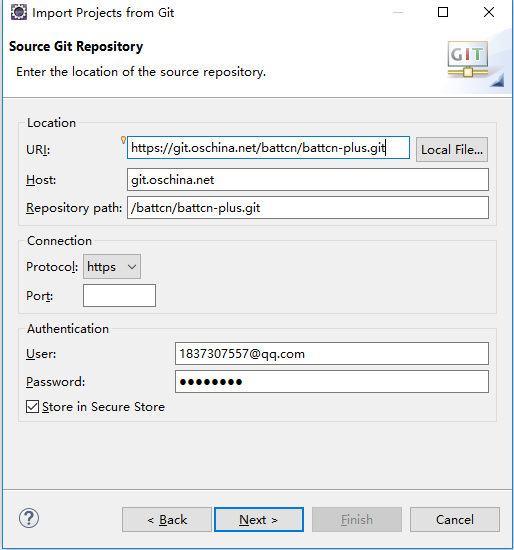 Import Projects from Git
Source Git Repository
Enter the location of the source repository.
GIT
Location
URI: https://git.oschina.net/battcn/battcn-plus.git Local File...
Host: git.oschina.net
Repository path: /battcn/battcn-plus.git
Connection
Protocol: https
Port:
Authentication
User: 1837307557@qq.com
Password: ●●●●●●●●
Store in Secure Store
? < Back Next > Finish Cancel